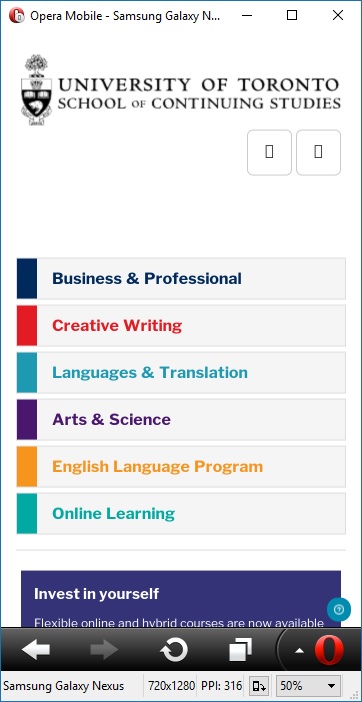 Opera Mobile - Samsung Galaxy N...
UNIVERSITY OF TORONTO
SCHOOL OF CONTINUING STUDIES
Business & Professional
Creative Writing
Languages & Translation
Arts & Science
English Language Program
Online Learning
Invest in yourself
Flexible online and hybrid courses are now available
Samsung Galaxy Nexus
720x1280
PPI: 316
50%